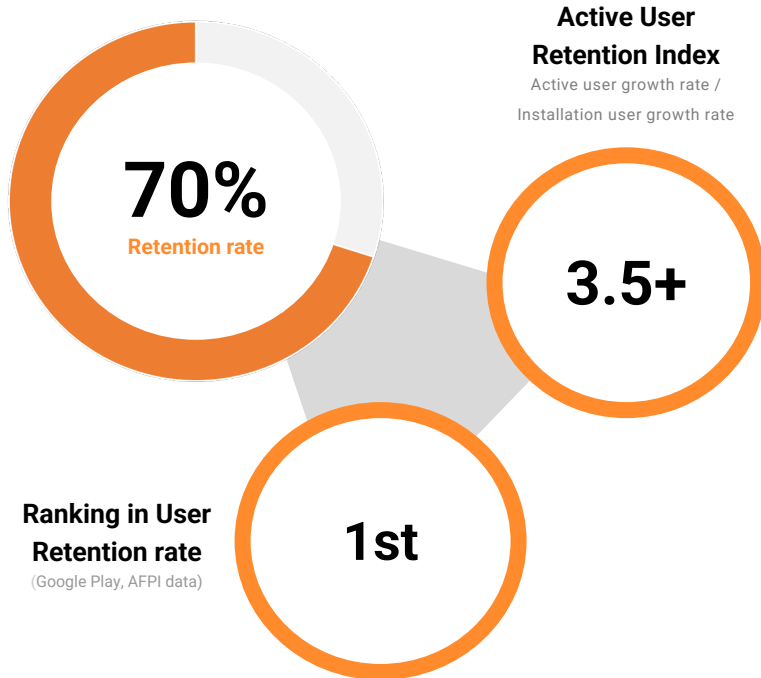 Active User
Retention Index
Active user growth rate /
Installation user growth rate
70%
Retention rate
3.5+
1st
Ranking in User
Retention rate
(Google Play, AFPI data)